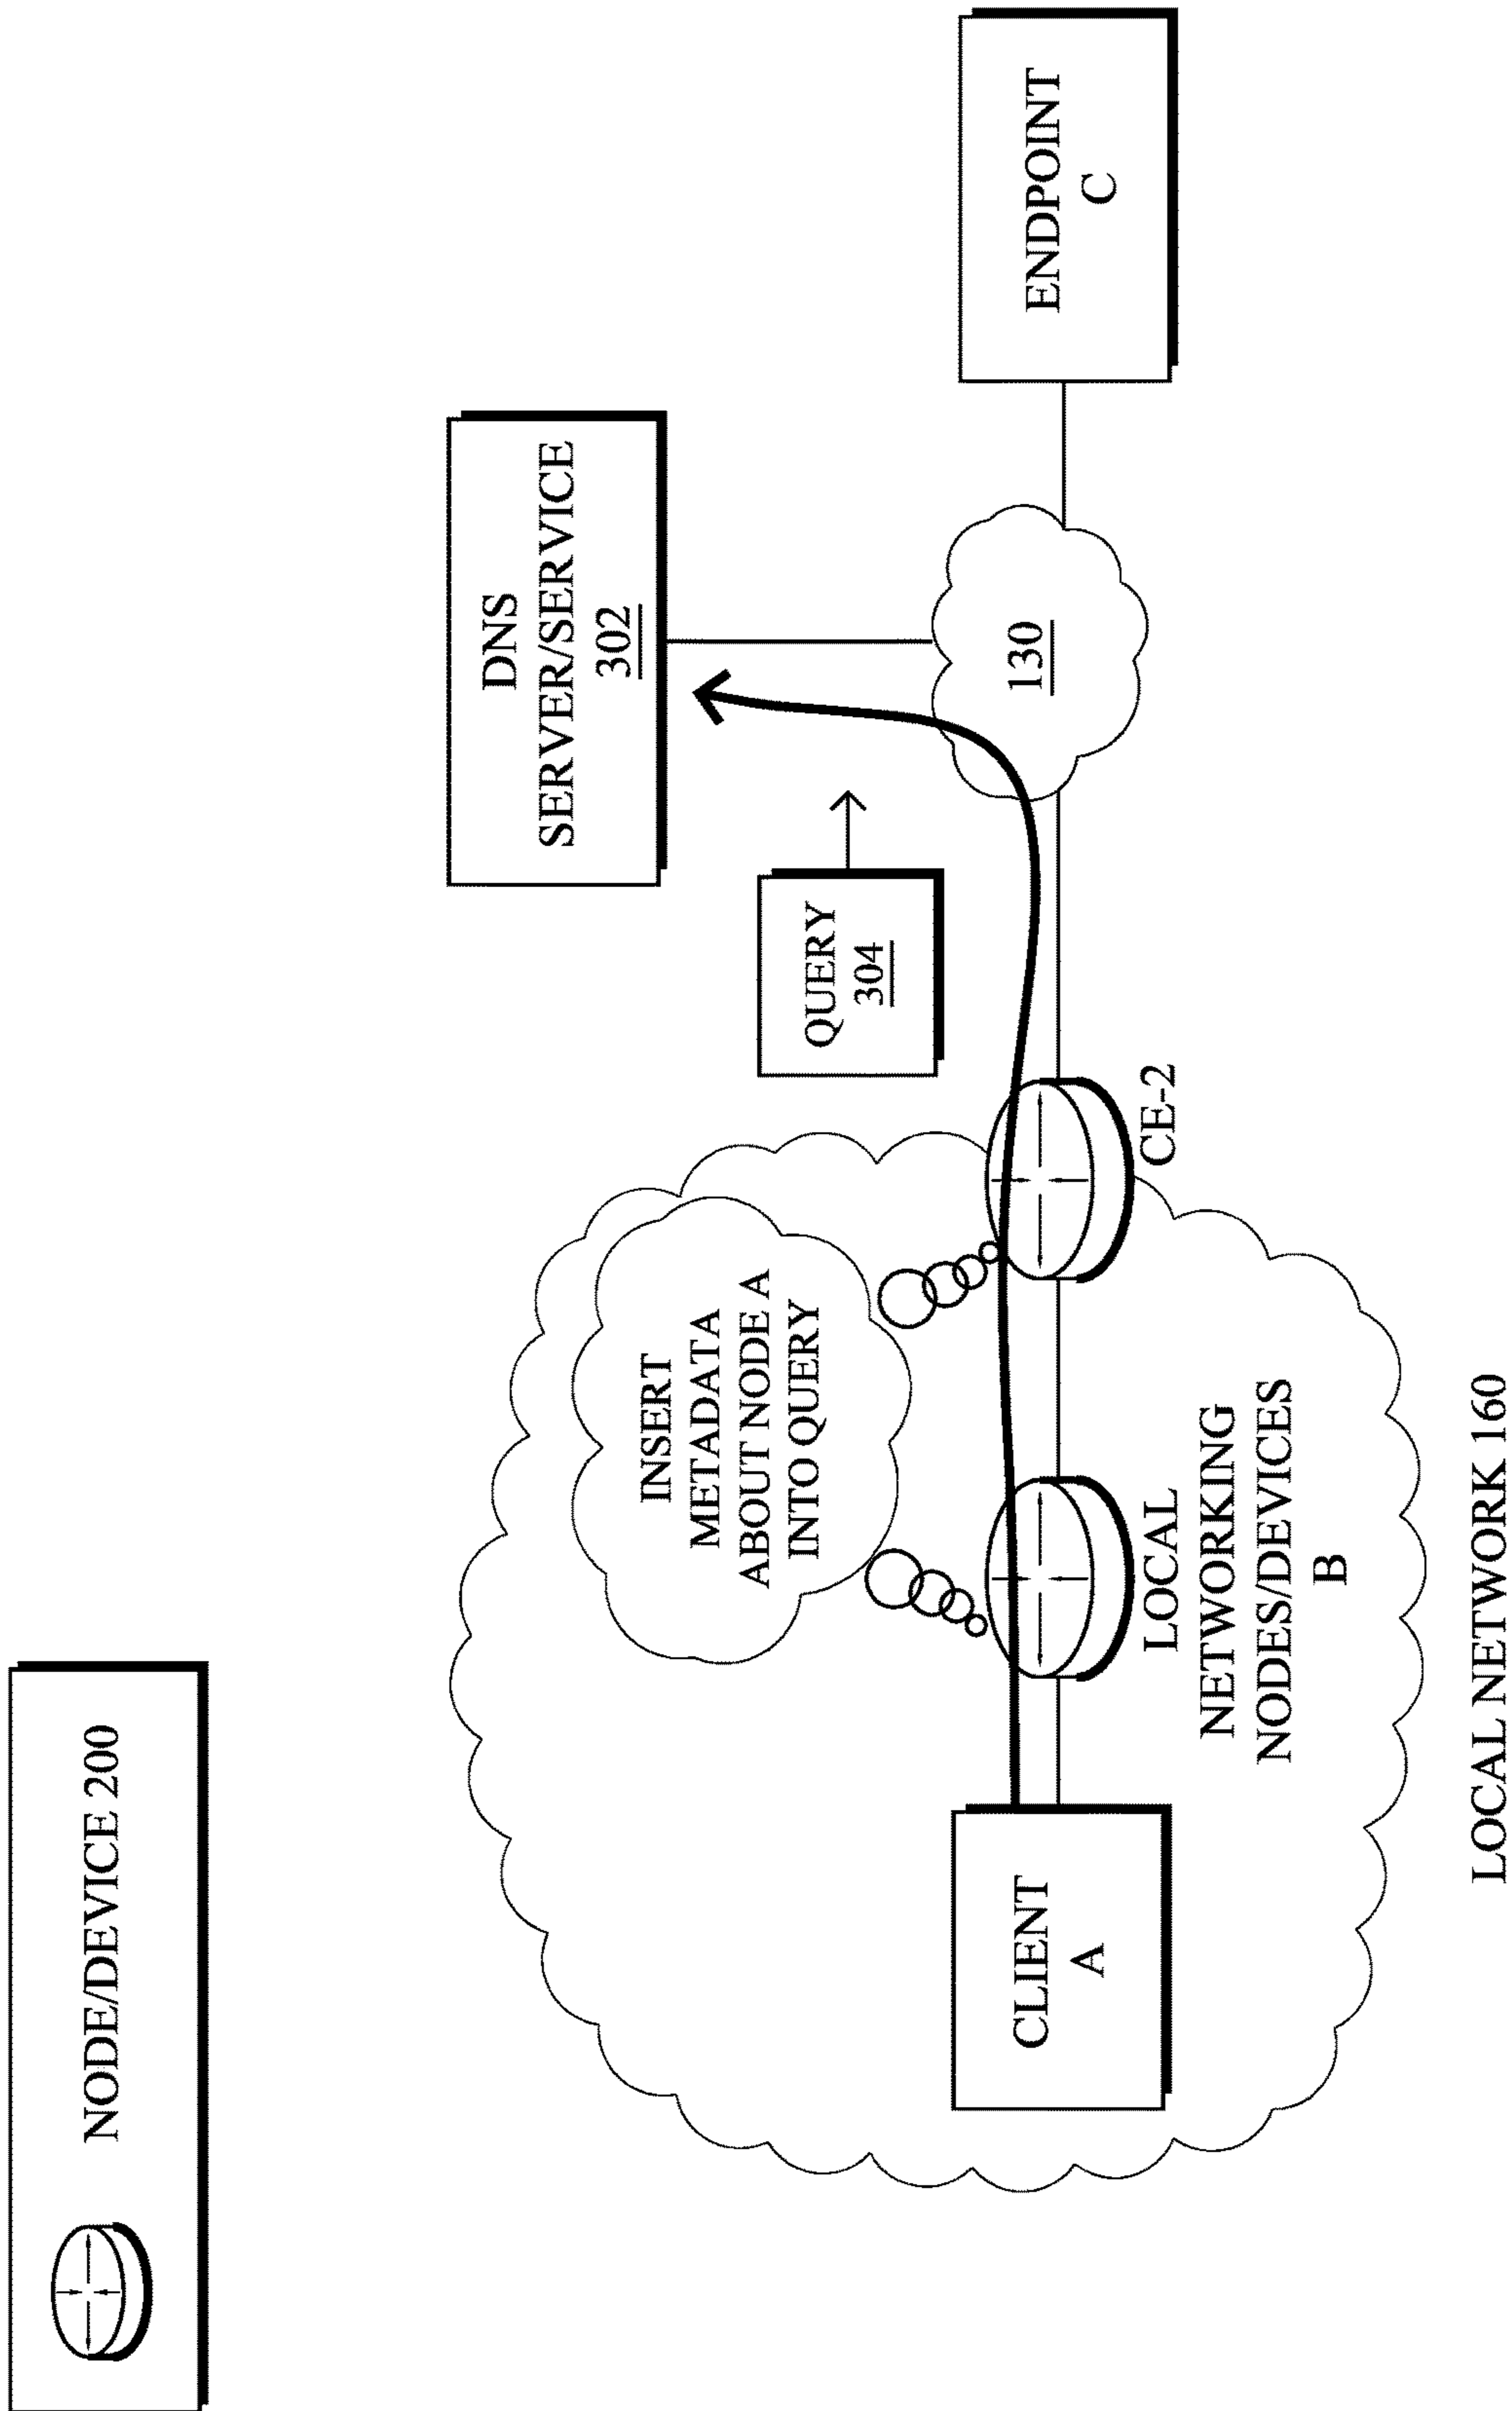 NODE/DEVICE 200
DNS
SERVER/SERVICE
302
QUERY
304
INSERT
METADATA
ABOUT NODE A
INTO QUERY
130
ENDPOINT
C
CLIENT
A
CE-2
LOCAL
NETWORKING
NODES/DEVICES
B
LOCAL NETWORK 160